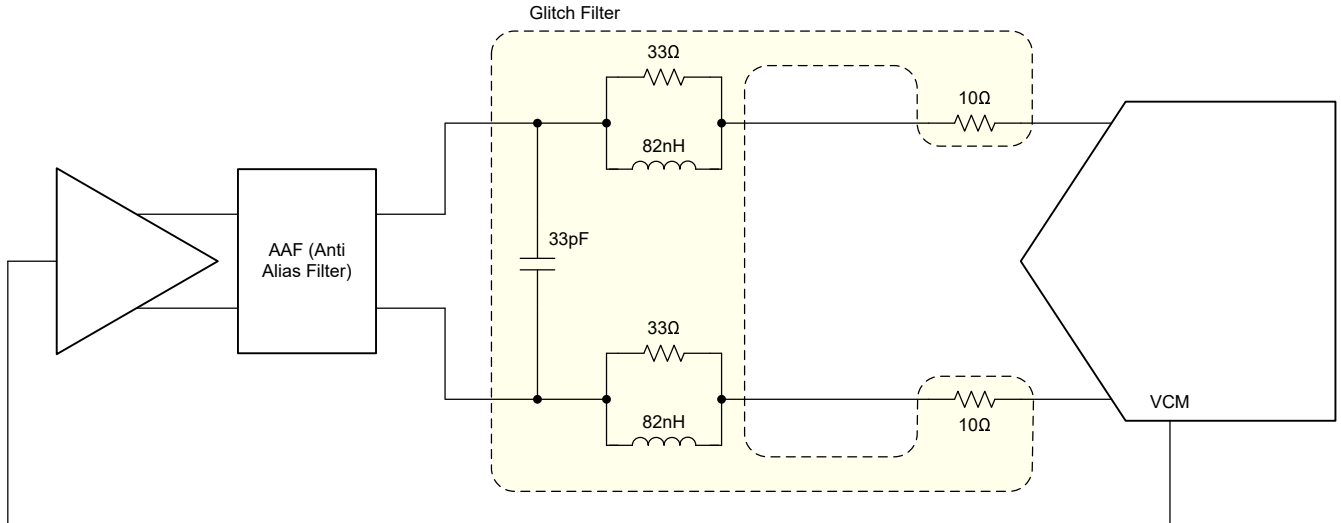 Glitch Filter
33Ω
10Ω
82nH
AAF (Anti
Alias Filter)
33pF
33Ω
82nH
10Ω
VCM